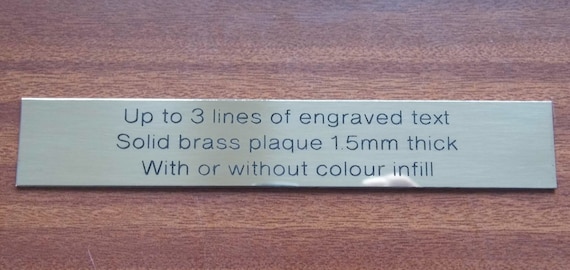 Up to 3 lines of engraved text
Solid brass plaque 1.5mm thick
With or without colour infill